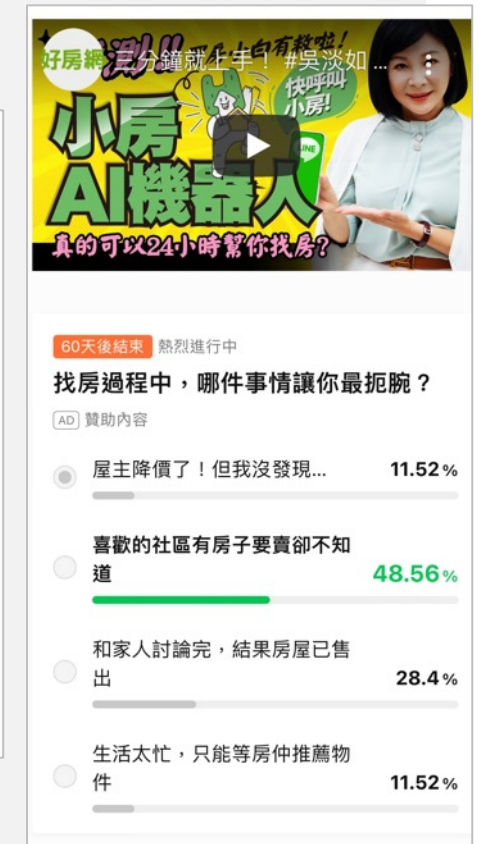 好房網
三分鐘就上手！ #吳淡如 ...
小白有救啦！
快呼叫
小房!
LINE
小房
AI機器人
真的可以24小時幫你找房?
60天後結束 熱烈進行中
找房過程中，哪件事情讓你最扼腕？
AD 贊助內容
屋主降價了！但我沒發現... 11.52%
喜歡的社區有房子要賣卻不知
道 48.56%
和家人討論完，結果房屋已售
出 28.4%
生活太忙，只能等房仲推薦物
件 11.52%